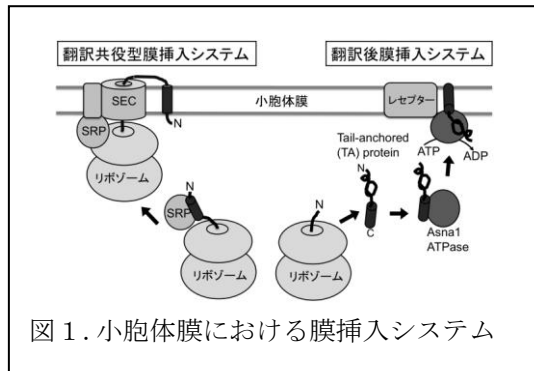 翻訳共役型膜挿入システム
翻訳後膜挿入システム
SEC
小胞体膜
レセプター
N
SRP
リボゾーム
Tail-anchored
(TA) protein
ATP
ADP
N
N
SRP
N
C
Asna1
ATPase
リボゾーム
リボゾーム
図1.小胞体膜における膜挿入システム